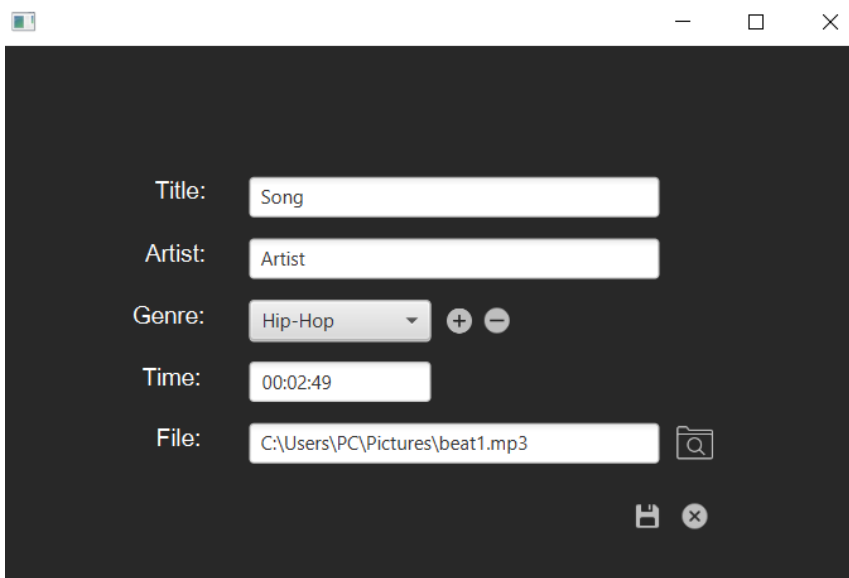 Title: Song
Artist: Artist
Genre: Hip-Hop
Time: 00:02:49
File: C:\Users\PC\Pictures\beat1.mp3